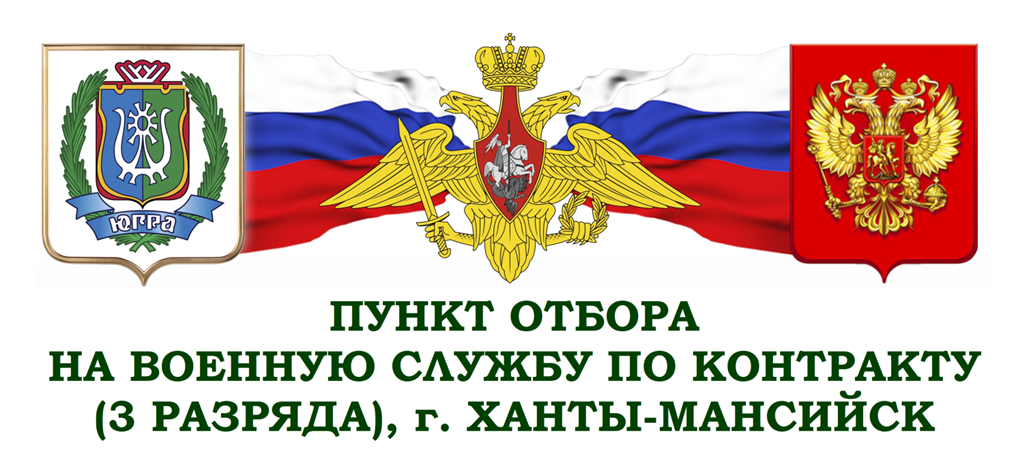 ЮГРА
ПУНКТ ОТБОРА
НА ВОЕННУЮ СЛУЖБУ ПО КОНТРАКТУ
(3 РАЗРЯДА), г. ХАНТЫ-МАНСИЙСК